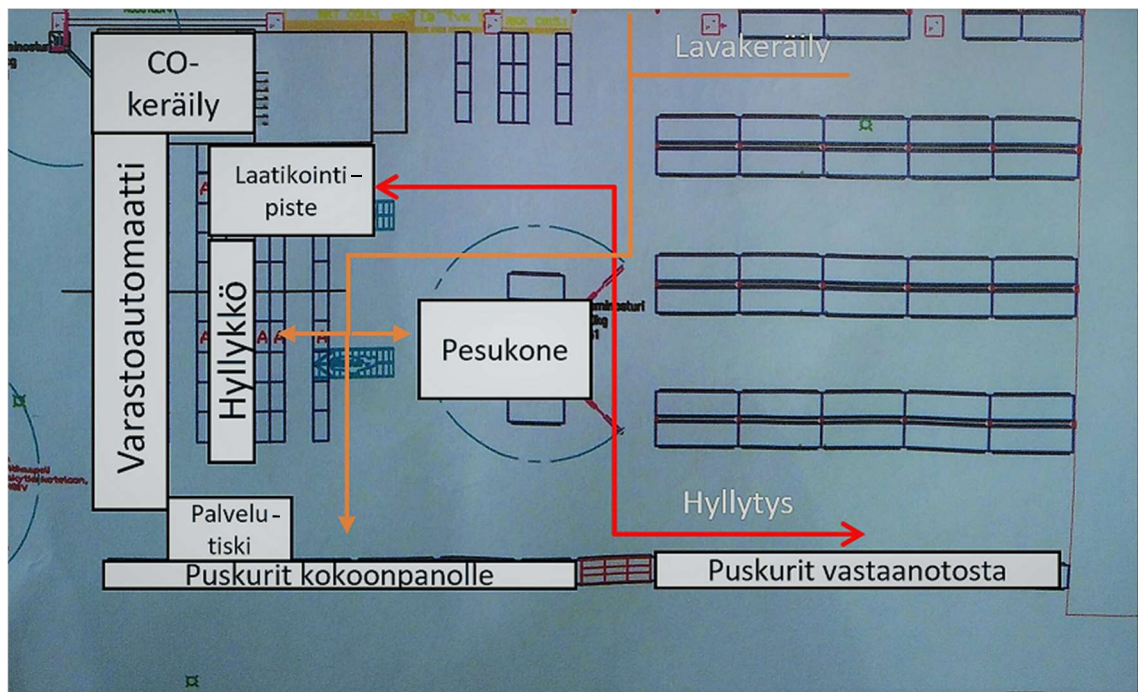 CO-
keräily
Lavakeräily
Varastoautomaatti
Laatikointi-
piste
Hyllykkö
A
A
A
A
A
Pesukone
Hyllytys
Palvelu-
tiski
Puskurit kokoonpanolle
Puskurit vastaanotosta